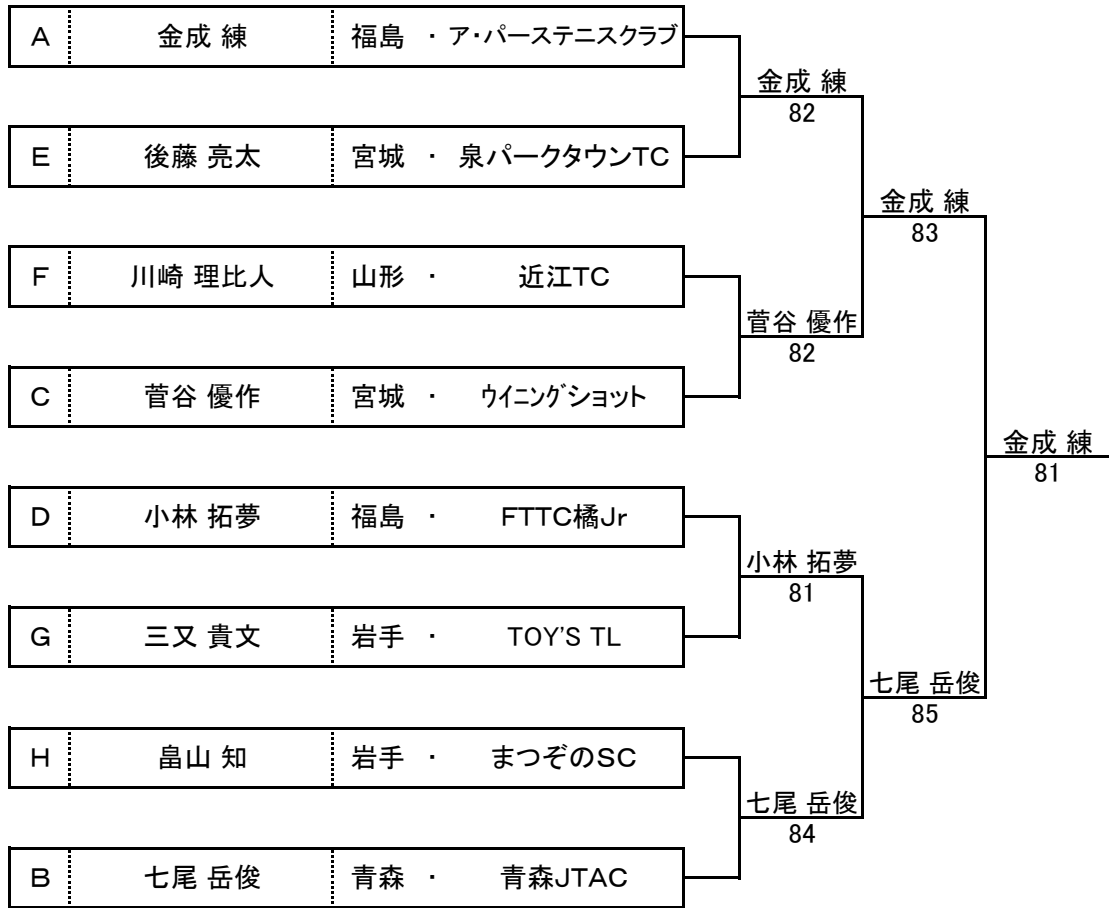 A 金成 練 福島 ・ ア・パーステニスクラブ
金成 練
82
E 後藤 亮太 宮城 ・ 泉パークタウンTC
金成 練
83
F 川崎 理比人 山形 ・ 近江TC
菅谷 優作
82
C 菅谷 優作 宮城 ・ ウイニングショット
金成 練
81
D 小林 拓夢 福島 ・ FTTC橘Jr
小林 拓夢
81
G 三又 貴文 岩手 ・ TOY'S TL
七尾 岳俊
85
H 畠山 知 岩手 ・ まつぞのSC
七尾 岳俊
84
B 七尾 岳俊 青森 ・ 青森JTAC